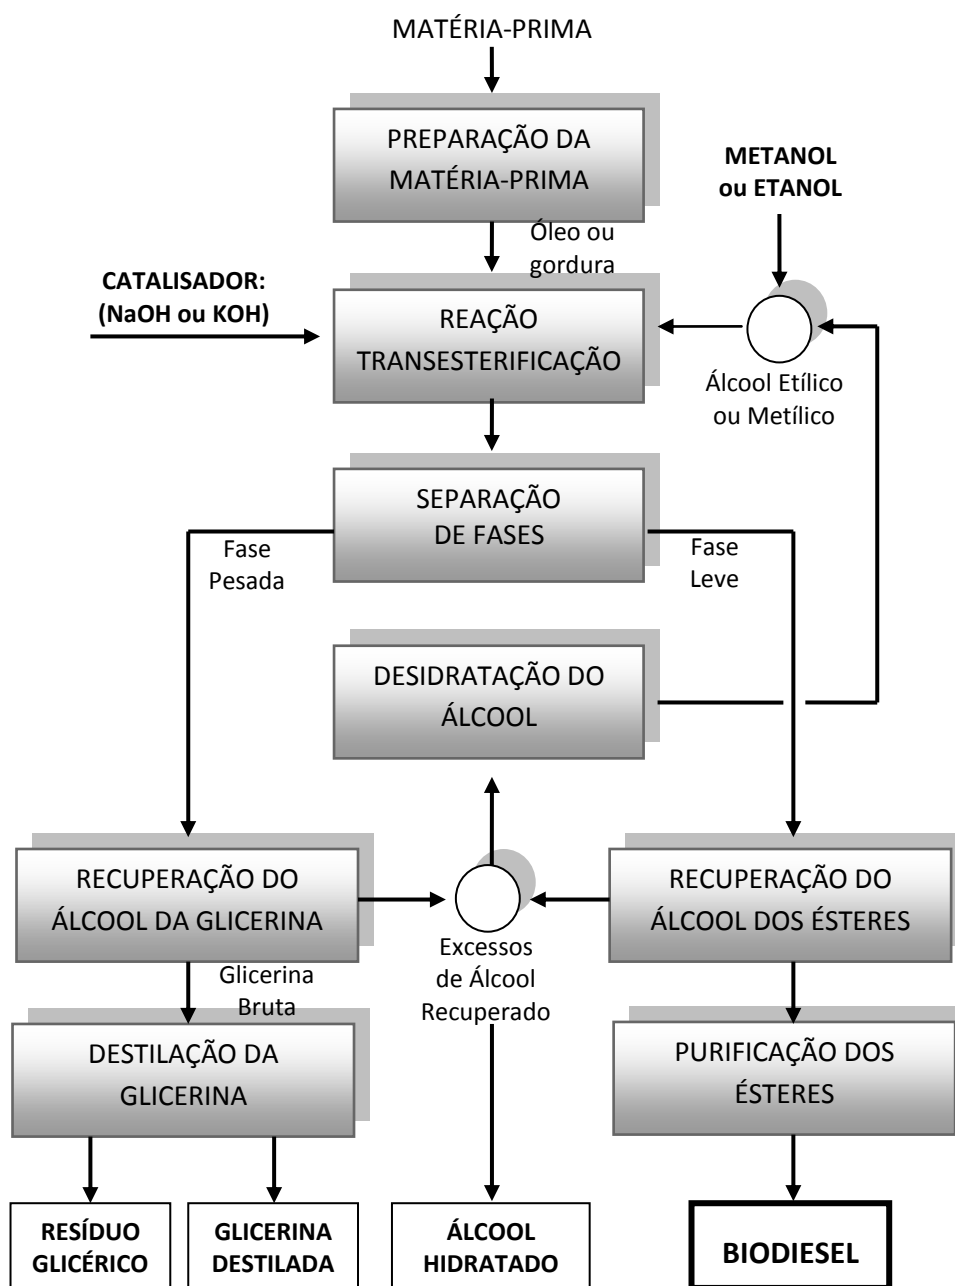 MATÉRIA-PRIMA
PREPARAÇÃO DA
MATÉRIA-PRIMA
METANOL
ou ETANOL
Óleo ou
gordura
CATALISADOR:
(NaOH ou KOH)
REAÇÃO
TRANSESTERIFICAÇÃO
Álcool Etílico
ou Metílico
SEPARAÇÃO
DE FASES
Fase
Pesada
Fase
Leve
DESIDRATAÇÃO DO
ÁLCOOL
RECUPERAÇÃO DO
ÁLCOOL DA GLICERINA
RECUPERAÇÃO DO
ÁLCOOL DOS ÉSTERES
Excessos
de Álcool
Recuperado
Glicerina
Bruta
DESTILAÇÃO DA
GLICERINA
PURIFICAÇÃO DOS
ÉSTERES
RESÍDUO
GLICÉRICO
GLICERINA
DESTILADA
ÁLCOOL
HIDRATADO
BIODIESEL